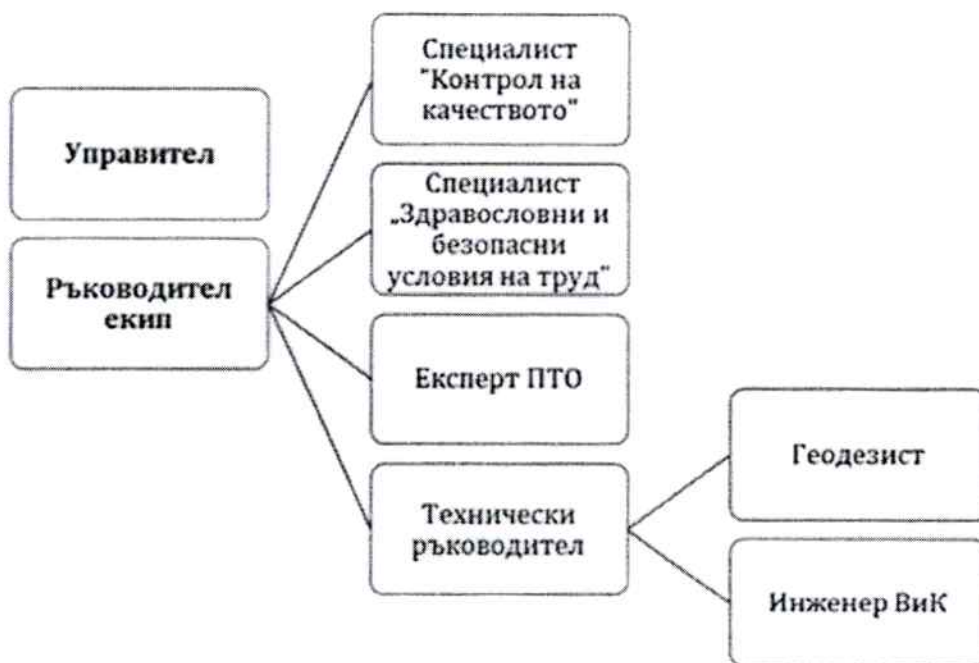 Управител
Ръководител
екип
Специалист
"Контрол на
качеството"
Специалист
„Здравословни и
безопасни
условия на труд"
Експерт ПТО
Технически
ръководител
Геодезист
Инженер ВиК